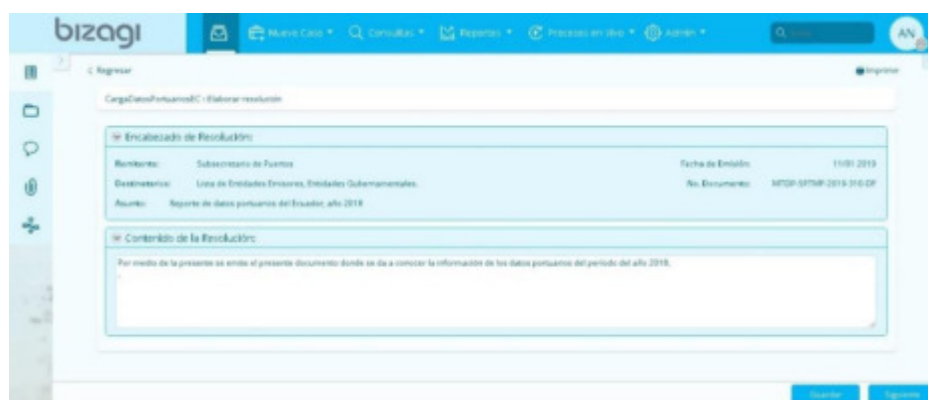 bizagi
Nuevo Caso Consultas Reportes Procesos en vivo Admin AN
Regresar Imprimir
CargaDatosPortuariosEC › Elaborar resolución
Encabezado de Resolución:
Remitente: Subsecretario de Puertos Fecha de Emisión: 11/01 2019
Destinatarios: Lista de Entidades Emisores, Entidades Gubernamentales. No. Documento:
Asunto: Reporte de datos portuarios del Ecuador, año 2018
Contenido de la Resolución:
Por medio de la presente se emite el presente documento donde se da a conocer la información de los datos portuarios del periodo del año 2018.
Guardar Siguiente